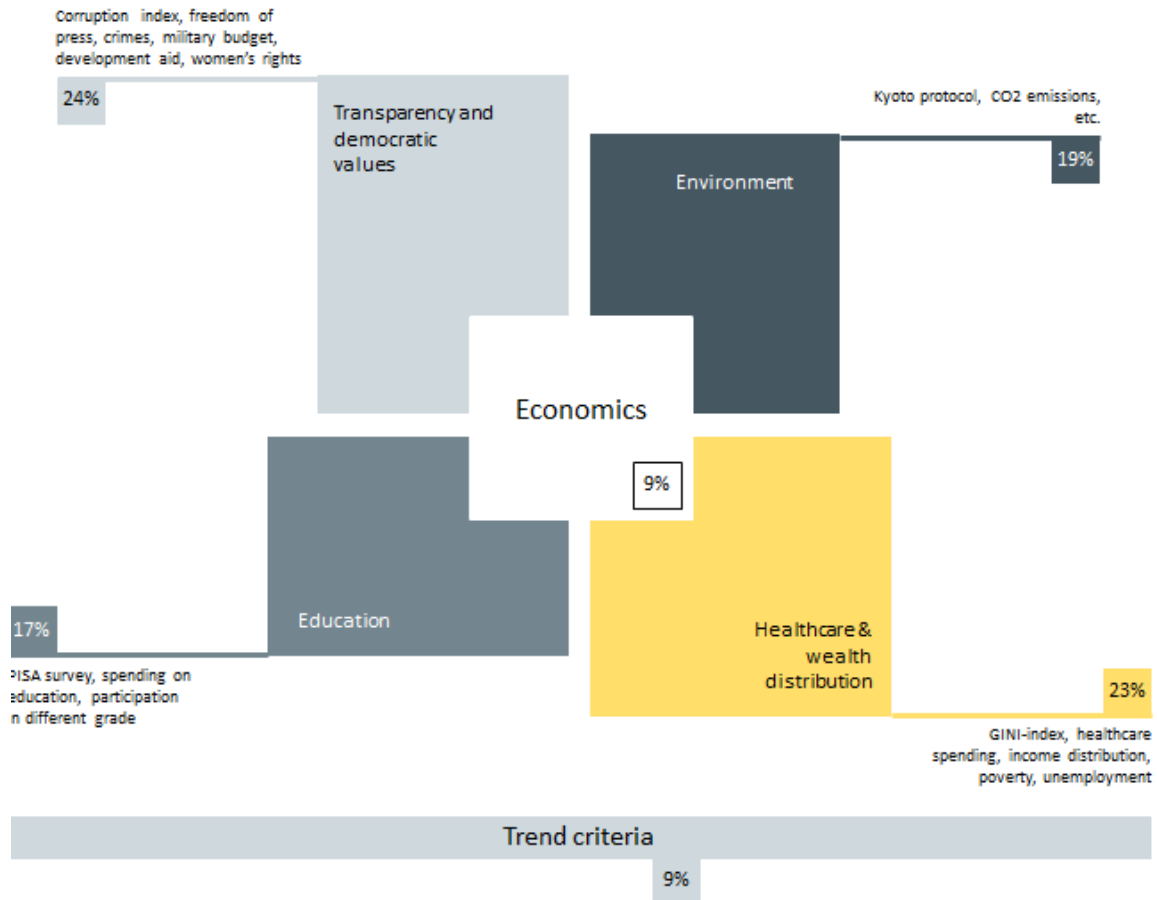 Corruption index, freedom of
press, crimes, military budget,
development aid, women's rights
24%
Transparency and
democratic
values
Kyoto protocol, CO2 emissions,
etc.
19%
Environment
Economics
9%
17%
Education
PISA survey, spending on
education, participation
n different grade
Healthcare &
wealth
distribution
23%
GINI-index, healthcare
spending, income distribution,
poverty, unemployment
Trend criteria
9%